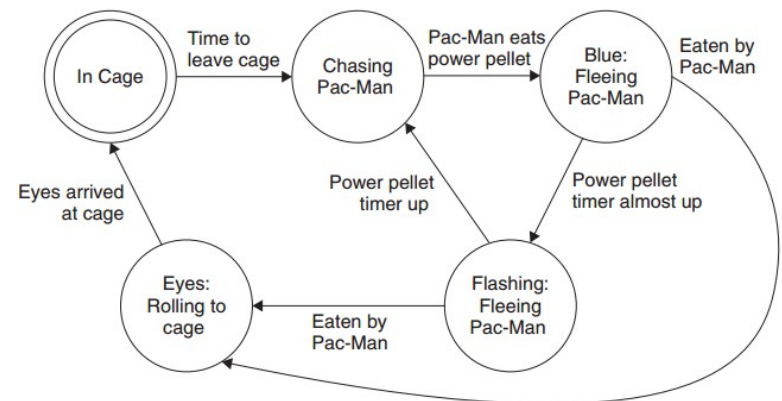 In Cage
Time to
leave cage
Chasing
Pac-Man
Pac-Man eats
power pellet
Blue:
Fleeing
Pac-Man
Eaten by
Pac-Man
Eyes arrived
at cage
Power pellet
timer up
Power pellet
timer almost up
Eyes:
Rolling to
cage
Eaten by
Pac-Man
Flashing:
Fleeing
Pac-Man